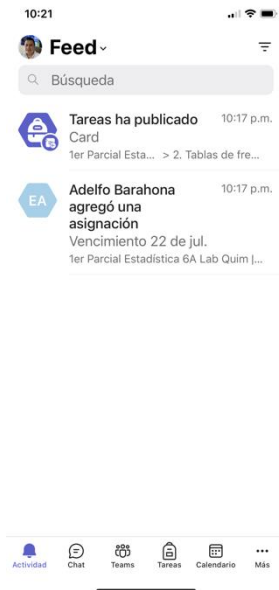 10:21
Feed
Búsqueda
Tareas ha publicado 10:17 p.m.
Card
1er Parcial Esta... > 2. Tablas de fre...
EA
Adelfo Barahona 10:17 p.m.
agregó una
asignación
Vencimiento 22 de jul.
1er Parcial Estadística 6A Lab Quim |...
Actividad Chat Teams Tareas Calendario Más